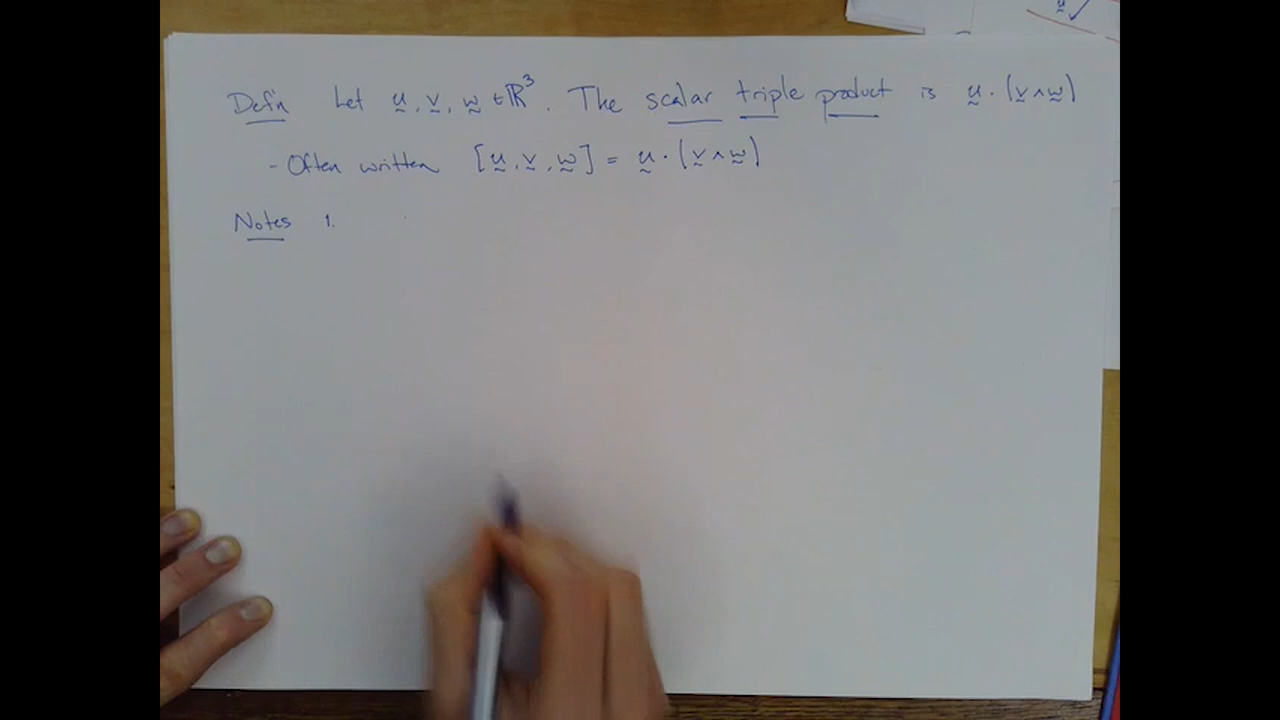 Defn Let u, v, w ∈ ℝ³. The scalar triple product is u · (v ∧ w)
- Often written [u, v, w] = u · (v ∧ w)
Notes 1.